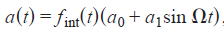 a(t) = f_int(t)(a_0 + a_1 sin Ωt)